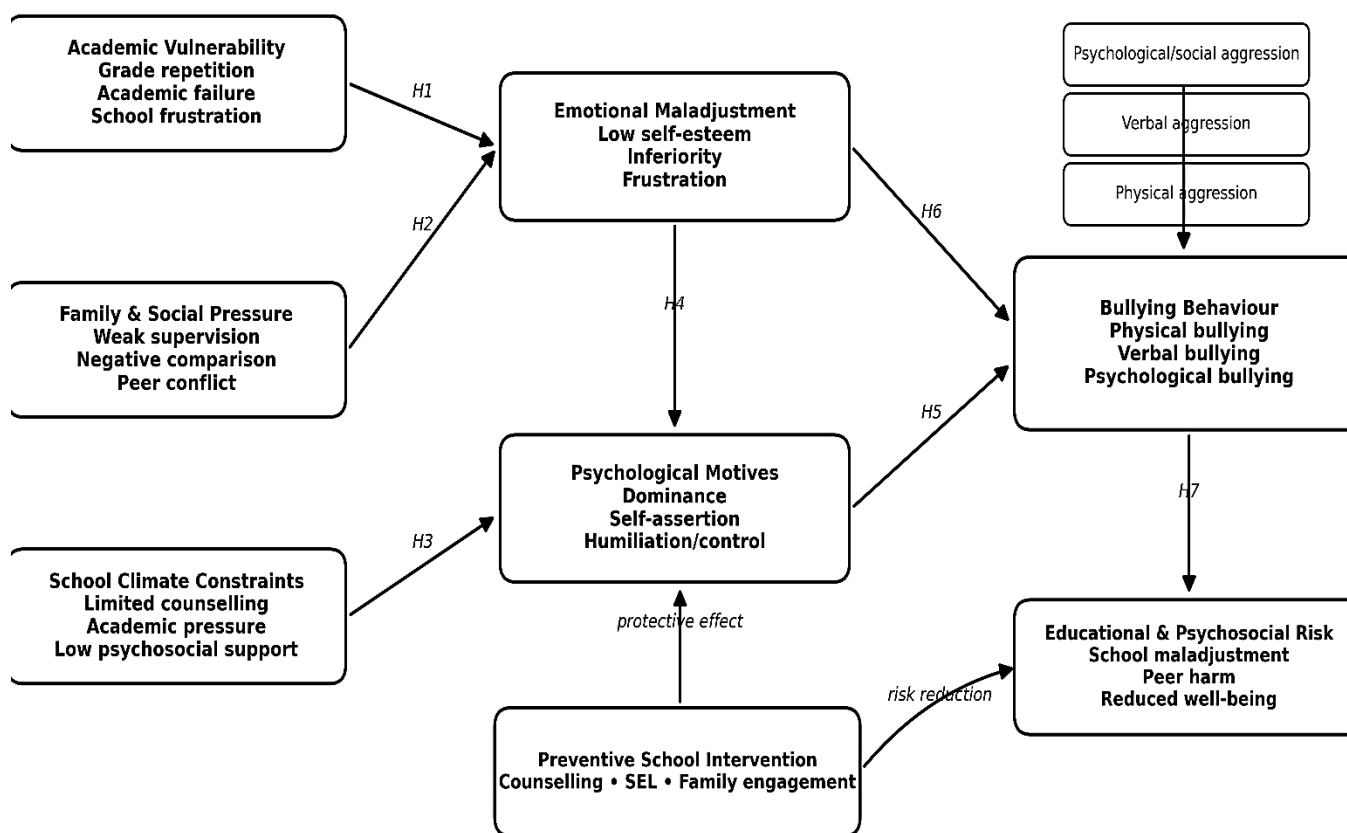 Academic Vulnerability
Grade repetition
Academic failure
School frustration
H1
Emotional Maladjustment
Low self-esteem
Inferiority
Frustration
Psychological/social aggression
Verbal aggression
Physical aggression
H2
H6
Family & Social Pressure
Weak supervision
Negative comparison
Peer conflict
H4
Bullying Behaviour
Physical bullying
Verbal bullying
Psychological bullying
H5
Psychological Motives
Dominance
Self-assertion
Humiliation/control
H3
H7
School Climate Constraints
Limited counselling
Academic pressure
Low psychosocial support
protective effect
Educational & Psychosocial Risk
School maladjustment
Peer harm
Reduced well-being
risk reduction
Preventive School Intervention
Counselling • SEL • Family engagement